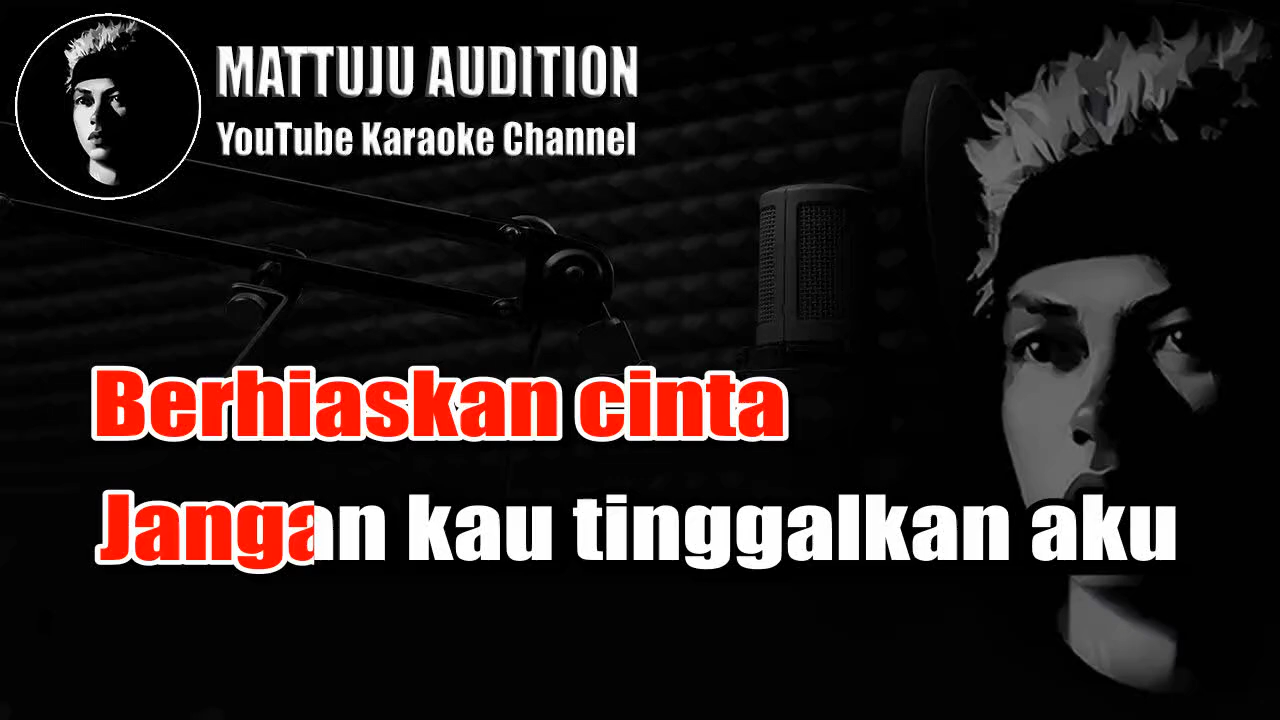 MATTUJU AUDITION
YouTube Karaoke Channel
Berhiaskan cinta
Jangan kau tinggalkan aku